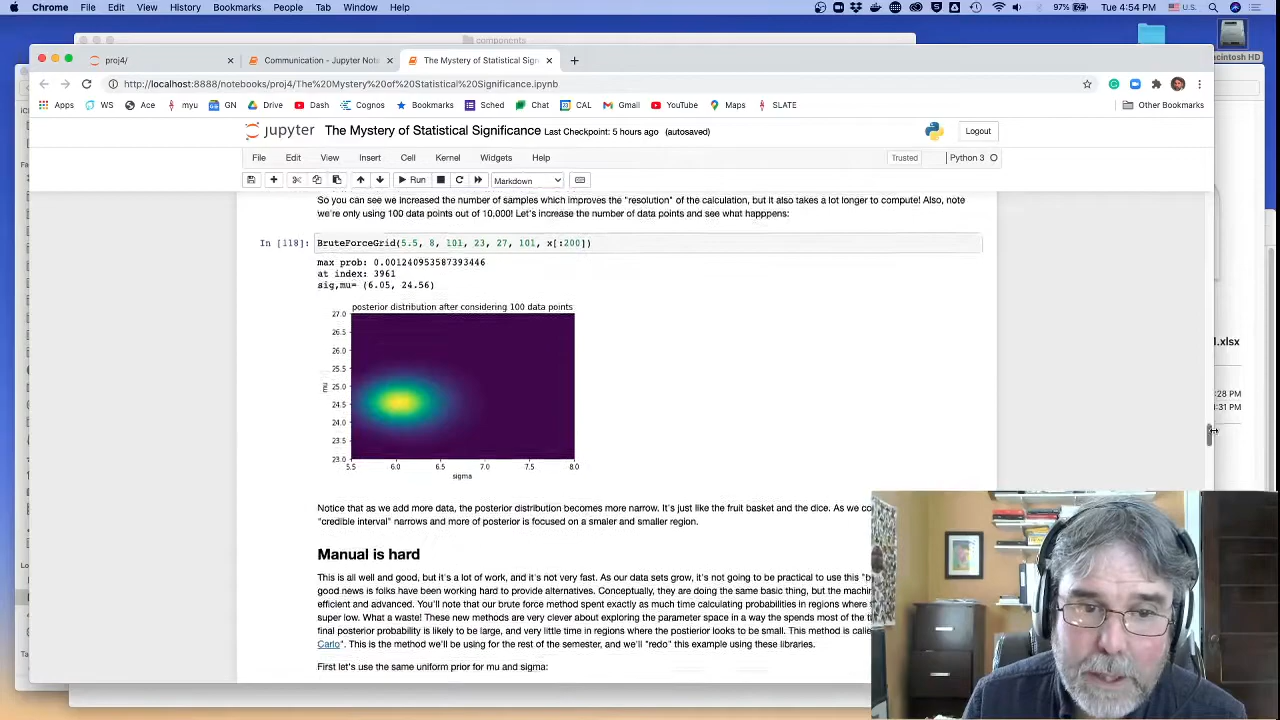 Chrome File Edit View History Bookmarks People Tab Window Help 97% Tue 4:54 PM U.S.
components
acintosh HD
proj4/ Communication - Jupyter Note The Mystery of Statistical Sign
http://localhost:8888/notebooks/proj4/The%20Mystery%20of%20Statistical%20Significance.ipynb
Apps WS Ace myu GN Drive Dash Cognos Bookmarks Sched CAL Gmail YouTube Maps SLATE Other Bookmarks
jupyter The Mystery of Statistical Significance Last Checkpoint: 5 hours ago (autosaved) Logout
File Edit View Insert Cell Kernel Widgets Help Trusted Python 3
Run Markdown
So you can see we increased the number of samples which improves the "resolution" of the calculation, but it also takes a lot longer to compute! Also, note
we're only using 100 data points out of 10,000! Let's increase the number of data points and see what happpens:
In [118]: BruteForceGrid(5.5, 8, 101, 23, 27, 101, x[:200])
max prob: 0.001240953587393446
at index: 3961
sig,mu= (6.05, 24.56)
posterior distribution after considering 100 data points
27.0
26.5
26.0
25.5
25.0
mu
24.5
24.0
23.5
23.0
5.5 6.0 6.5 7.0 7.5 8.0
sigma
1.xlsx
:28 PM
:31 PM
Notice that as we add more data, the posterior distribution becomes more narrow. It's just like the fruit basket and the dice. As we co
"credible interval" narrows and more of posterior is focused on a smaler and smaller region.
Manual is hard
This is all well and good, but it's a lot of work, and it's not very fast. As our data sets grow, it's not going to be practical to use this "b
good news is folks have been working hard to provide alternatives. Conceptually, they are doing the same basic thing, but the machin
efficient and advanced. You'll note that our brute force method spent exactly as much time calculating probabilities in regions where
super low. What a waste! These new methods are very clever about exploring the parameter space in a way the spends most of the t
final posterior probability is likely to be large, and very little time in regions where the postierior looks to be small. This method is calle
Carlo". This is the method we'll be using for the rest of the semester, and we'll "redo" this example using these libraries.
First let's use the same uniform prior for mu and sigma: